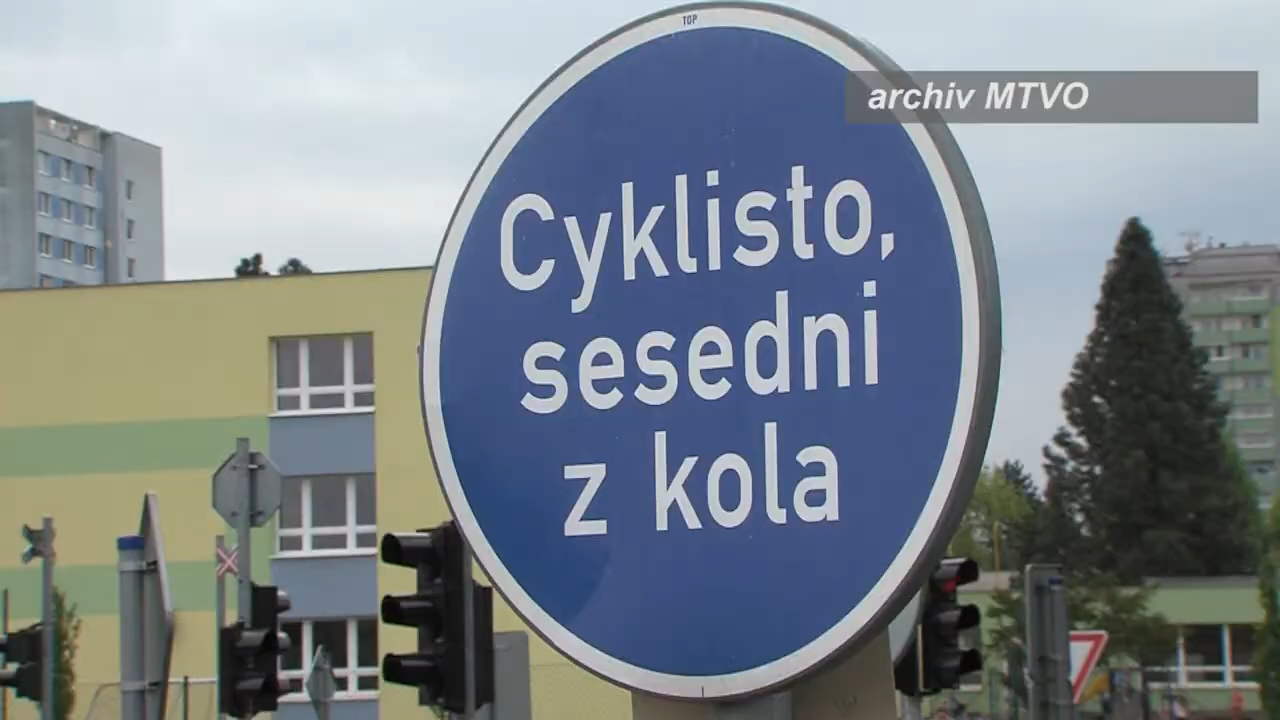 TOP
archiv MTVO
Cyklisto,
sesedni
z kola